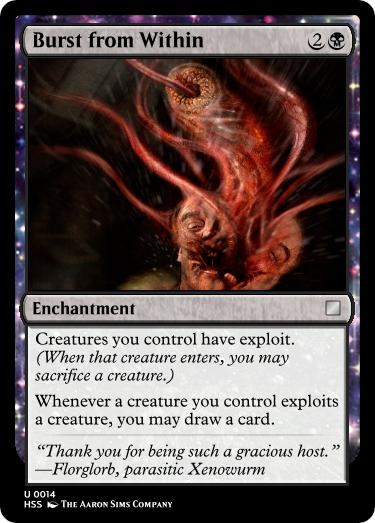 Burst from Within 2
Enchantment
Creatures you control have exploit.
(When that creature enters, you may
sacrifice a creature.)
Whenever a creature you control exploits
a creature, you may draw a card.
“Thank you for being such a gracious host.”
—Florglorb, parasitic Xenowurm
U 0014
HSS THE AARON SIMS COMPANY